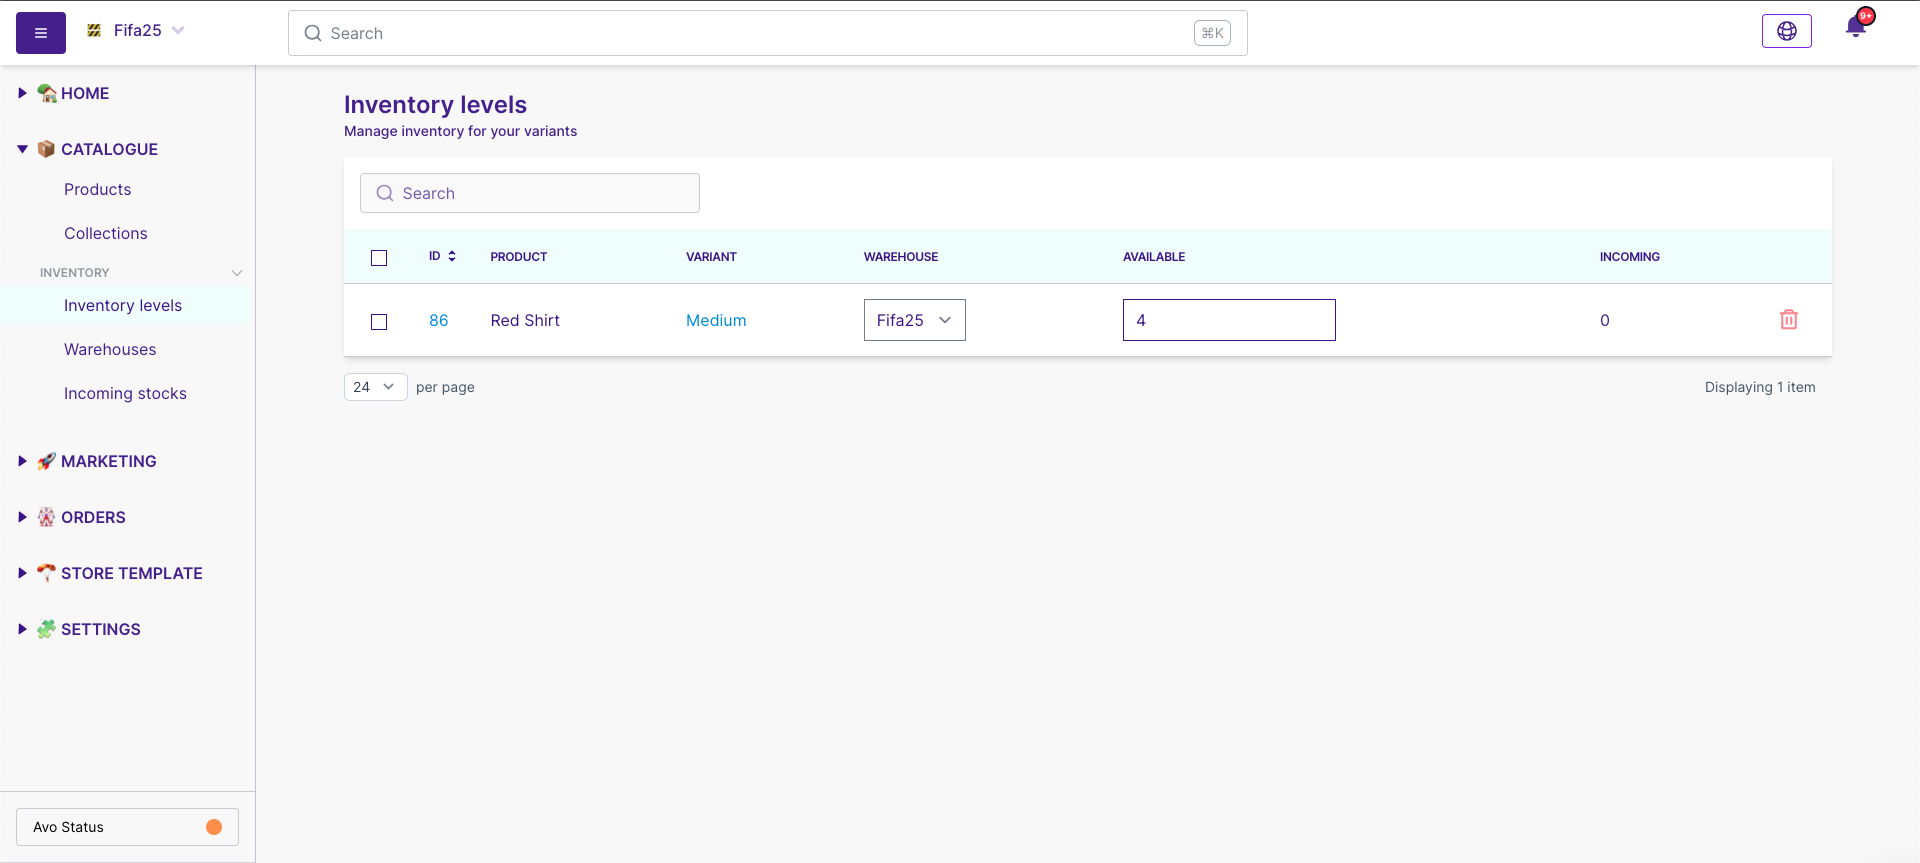 Fifa25
Search
⌘K
9+
HOME
CATALOGUE
Products
Collections
INVENTORY
Inventory levels
Warehouses
Incoming stocks
MARKETING
ORDERS
STORE TEMPLATE
SETTINGS
Avo Status
Inventory levels
Manage inventory for your variants
Search
ID PRODUCT VARIANT WAREHOUSE AVAILABLE INCOMING
86 Red Shirt Medium Fifa25 4 0
24 per page Displaying 1 item